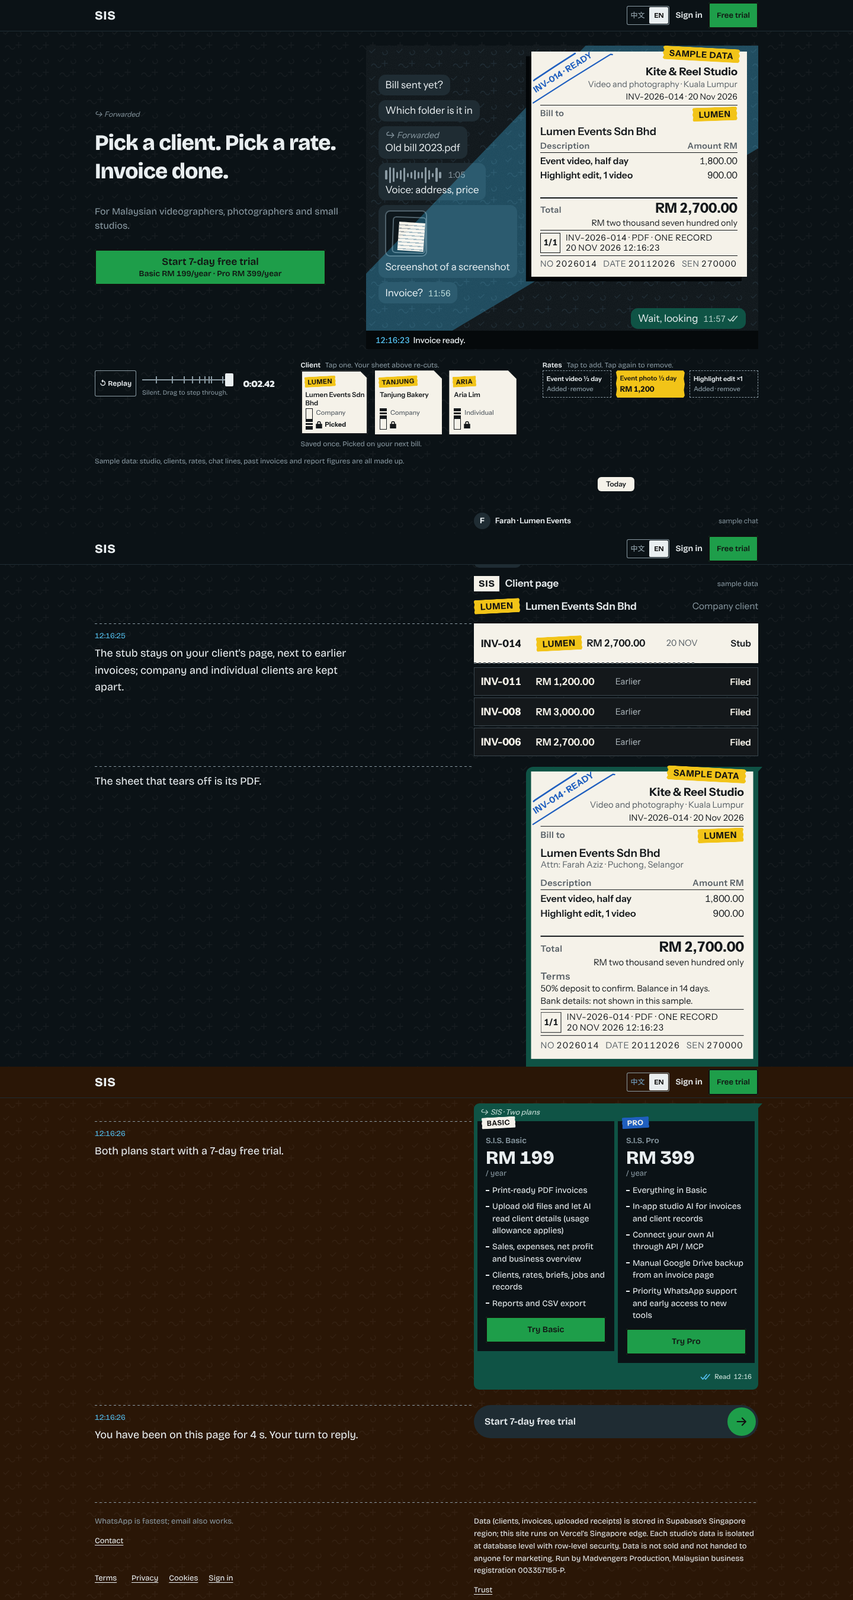 SIS
中文 EN Sign in Free trial
↪ Forwarded
Pick a client. Pick a rate.
Invoice done.
For Malaysian videographers, photographers and small
studios.
Start 7-day free trial
Basic RM 199/year · Pro RM 399/year
Bill sent yet?
Which folder is it in
↪ Forwarded
Old bill 2023.pdf
1:05
Voice: address, price
Screenshot of a screenshot
Invoice? 11:56
SAMPLE DATA
INV-014 · READY
Kite & Reel Studio
Video and photography · Kuala Lumpur
INV-2026-014 · 20 Nov 2026
Bill to
LUMEN
Lumen Events Sdn Bhd
Description Amount RM
Event video, half day 1,800.00
Highlight edit, 1 video 900.00
Total RM 2,700.00
RM two thousand seven hundred only
1/1
INV-2026-014 · PDF · ONE RECORD
20 NOV 2026 12:16:23
NO 2026014 DATE 20112026 SEN 270000
Wait, looking 11:57
12:16:23 Invoice ready.
Replay
Silent. Drag to step through.
0:02.42
Client Tap one. Your sheet above re-cuts.
LUMEN
Lumen Events Sdn
Bhd
Company
Picked
TANJUNG
Tanjung Bakery
Company
ARIA
Aria Lim
Individual
Saved once. Picked on your next bill.
Rates Tap to add. Tap again to remove.
Event video ½ day
Added · remove
Event photo ½ day
RM 1,200
Highlight edit ×1
Added · remove
Sample data: studio, clients, rates, chat lines, past invoices and report figures are all made up.
Today
F Farah · Lumen Events sample chat
SIS
中文 EN Sign in Free trial
SIS Client page sample data
LUMEN Lumen Events Sdn Bhd Company client
12:16:25
The stub stays on your client's page, next to earlier
invoices; company and individual clients are kept
apart.
INV-014 LUMEN RM 2,700.00 20 NOV Stub
INV-011 RM 1,200.00 Earlier Filed
INV-008 RM 3,000.00 Earlier Filed
INV-006 RM 2,700.00 Earlier Filed
The sheet that tears off is its PDF.
SAMPLE DATA
INV-014 · READY
Kite & Reel Studio
Video and photography · Kuala Lumpur
INV-2026-014 · 20 Nov 2026
Bill to
LUMEN
Lumen Events Sdn Bhd
Attn: Farah Aziz · Puchong, Selangor
Description Amount RM
Event video, half day 1,800.00
Highlight edit, 1 video 900.00
Total RM 2,700.00
RM two thousand seven hundred only
Terms
50% deposit to confirm. Balance in 14 days.
Bank details: not shown in this sample.
1/1
INV-2026-014 · PDF · ONE RECORD
20 NOV 2026 12:16:23
NO 2026014 DATE 20112026 SEN 270000
SIS
中文 EN Sign in Free trial
12:16:26
Both plans start with a 7-day free trial.
↪ SIS · Two plans
BASIC
S.I.S. Basic
RM 199
/ year
– Print-ready PDF invoices
– Upload old files and let AI
read client details (usage
allowance applies)
– Sales, expenses, net profit
and business overview
– Clients, rates, briefs, jobs and
records
– Reports and CSV export
Try Basic
PRO
S.I.S. Pro
RM 399
/ year
– Everything in Basic
– In-app studio AI for invoices
and client records
– Connect your own AI
through API / MCP
– Manual Google Drive backup
from an invoice page
– Priority WhatsApp support
and early access to new
tools
Try Pro
Read 12:16
12:16:26
You have been on this page for 4 s. Your turn to reply.
Start 7-day free trial
WhatsApp is fastest; email also works.
Contact
Terms Privacy Cookies Sign in
Data (clients, invoices, uploaded receipts) is stored in Supabase's Singapore
region; this site runs on Vercel's Singapore edge. Each studio's data is isolated
at database level with row-level security. Data is not sold and not handed to
anyone for marketing. Run by Madvengers Production, Malaysian business
registration 003357155-P.
Trust